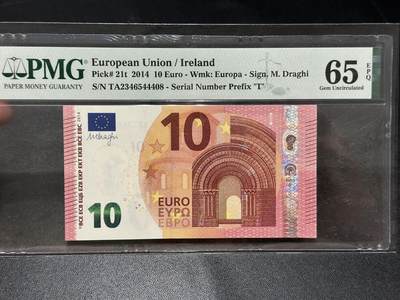 PMG
PAPER MONEY GUARANTY
European Union / Ireland
Pick# 21t 2014 10 Euro - Wmk: Europa - Sign. M. Draghi
S/N TA2346544408 - Serial Number Prefix "T"
65 EPQ
Gem Uncirculated
10
10
EURO
ΕΥΡΩ
ЕВРО